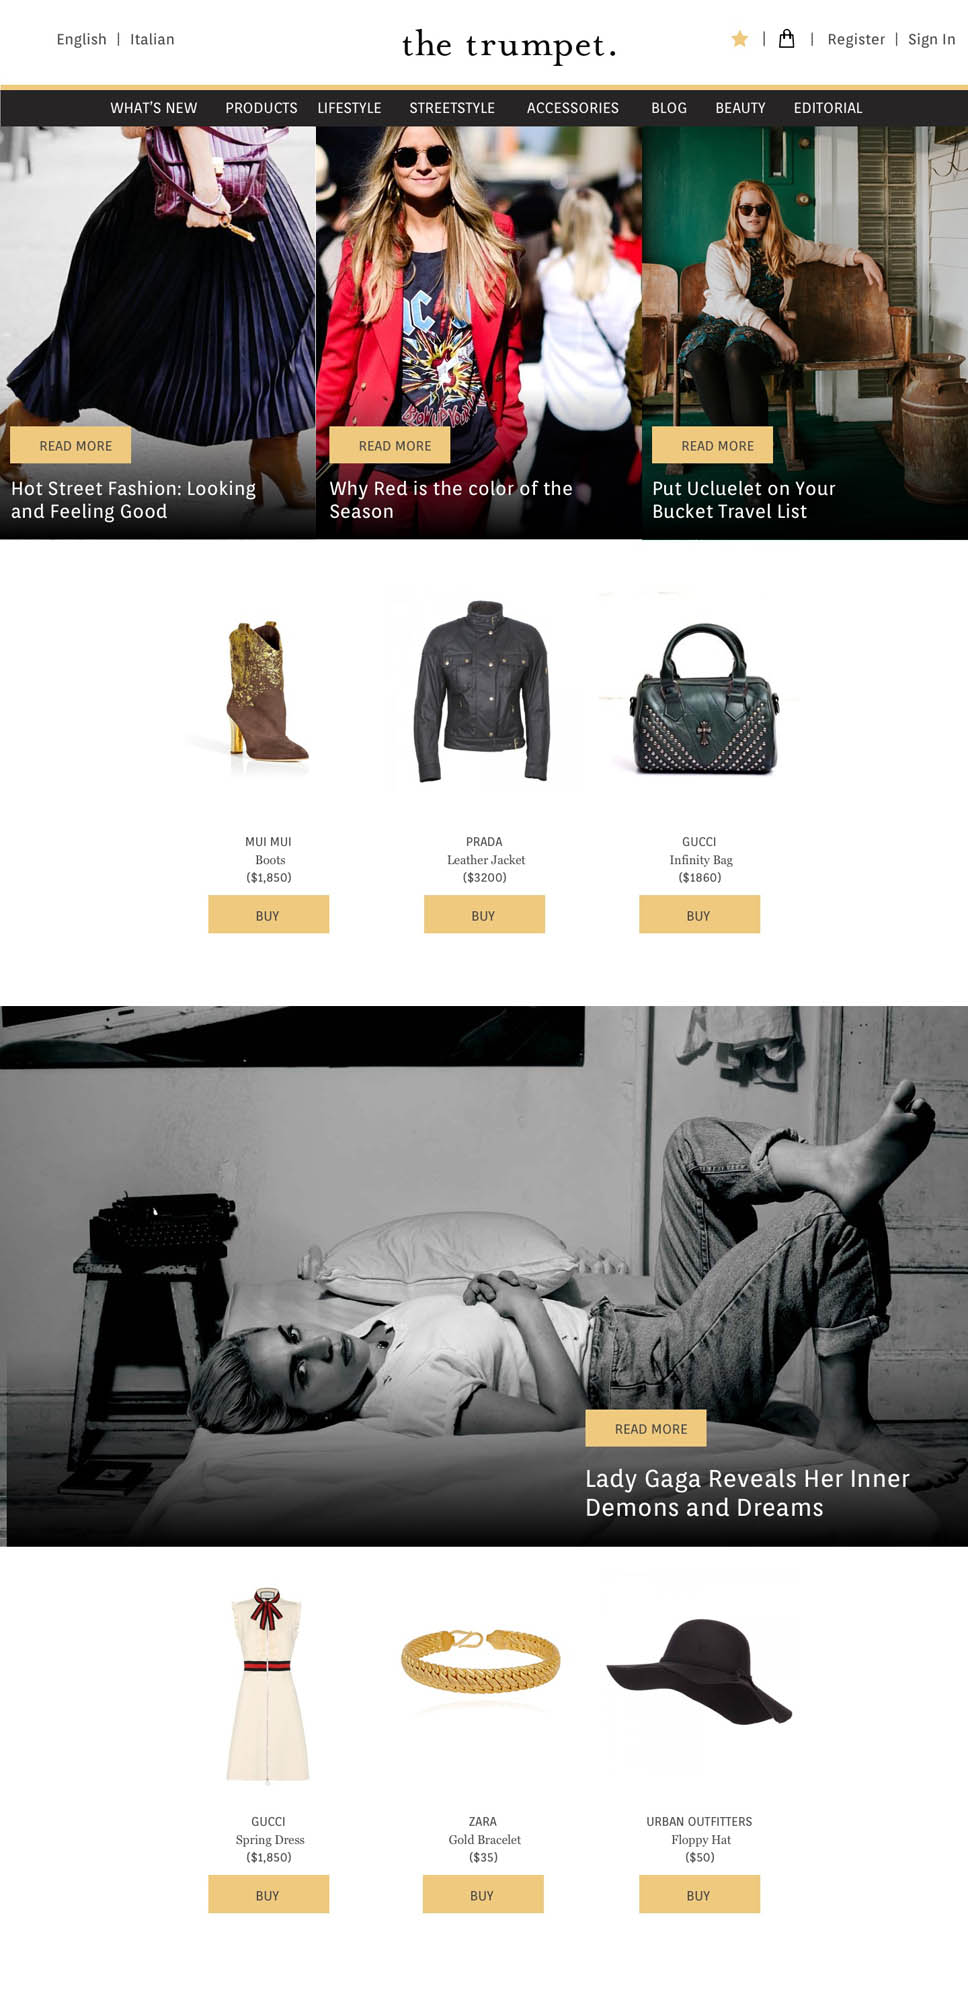 English | Italian
the trumpet.
| | Register | Sign In
WHAT'S NEW PRODUCTS LIFESTYLE STREETSTYLE ACCESSORIES BLOG BEAUTY EDITORIAL
READ MORE
Hot Street Fashion: Looking
and Feeling Good
READ MORE
Why Red is the color of the
Season
READ MORE
Put Ucluelet on Your
Bucket Travel List
MUI MUI
Boots
($1,850)
BUY
PRADA
Leather Jacket
($3200)
BUY
GUCCI
Infinity Bag
($1860)
BUY
READ MORE
Lady Gaga Reveals Her Inner
Demons and Dreams
GUCCI
Spring Dress
($1,850)
BUY
ZARA
Gold Bracelet
($35)
BUY
URBAN OUTFITTERS
Floppy Hat
($50)
BUY